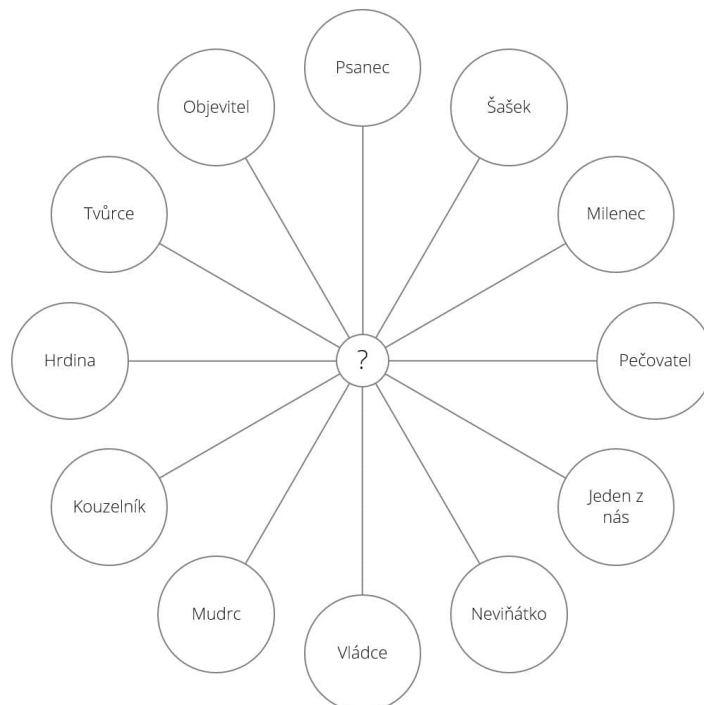 Psanec
Objevitel
Šašek
Tvůrce
Milenec
Hrdina
?
Pečovatel
Kouzelník
Jeden z
nás
Mudrc
Neviňátko
Vládce